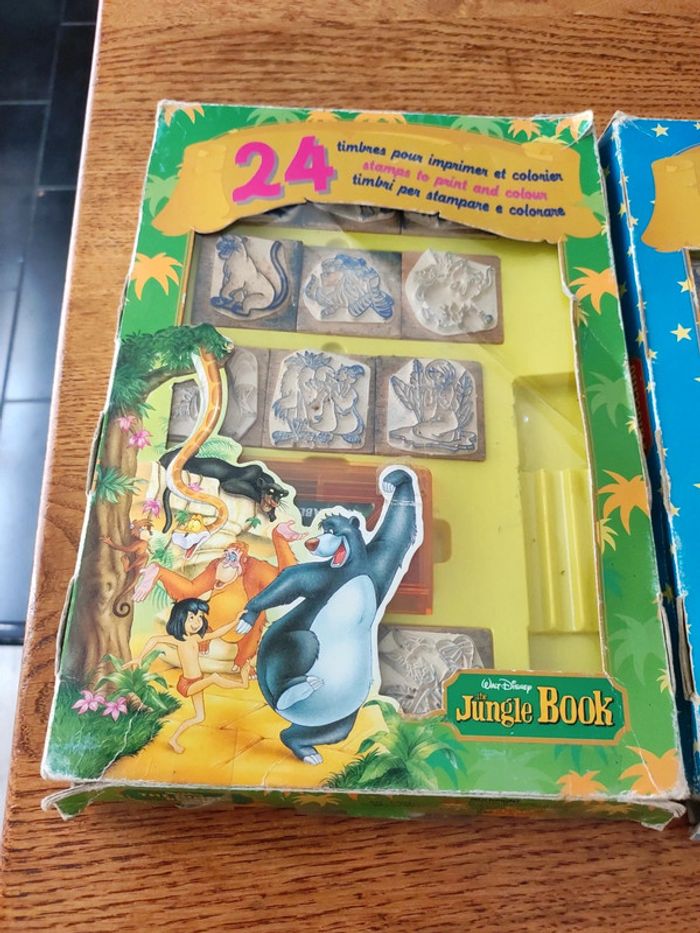 24
timbres pour imprimer et colorier
stamps to print and colour
timbri per stampare e colorare
Walt Disney
the
Jungle Book